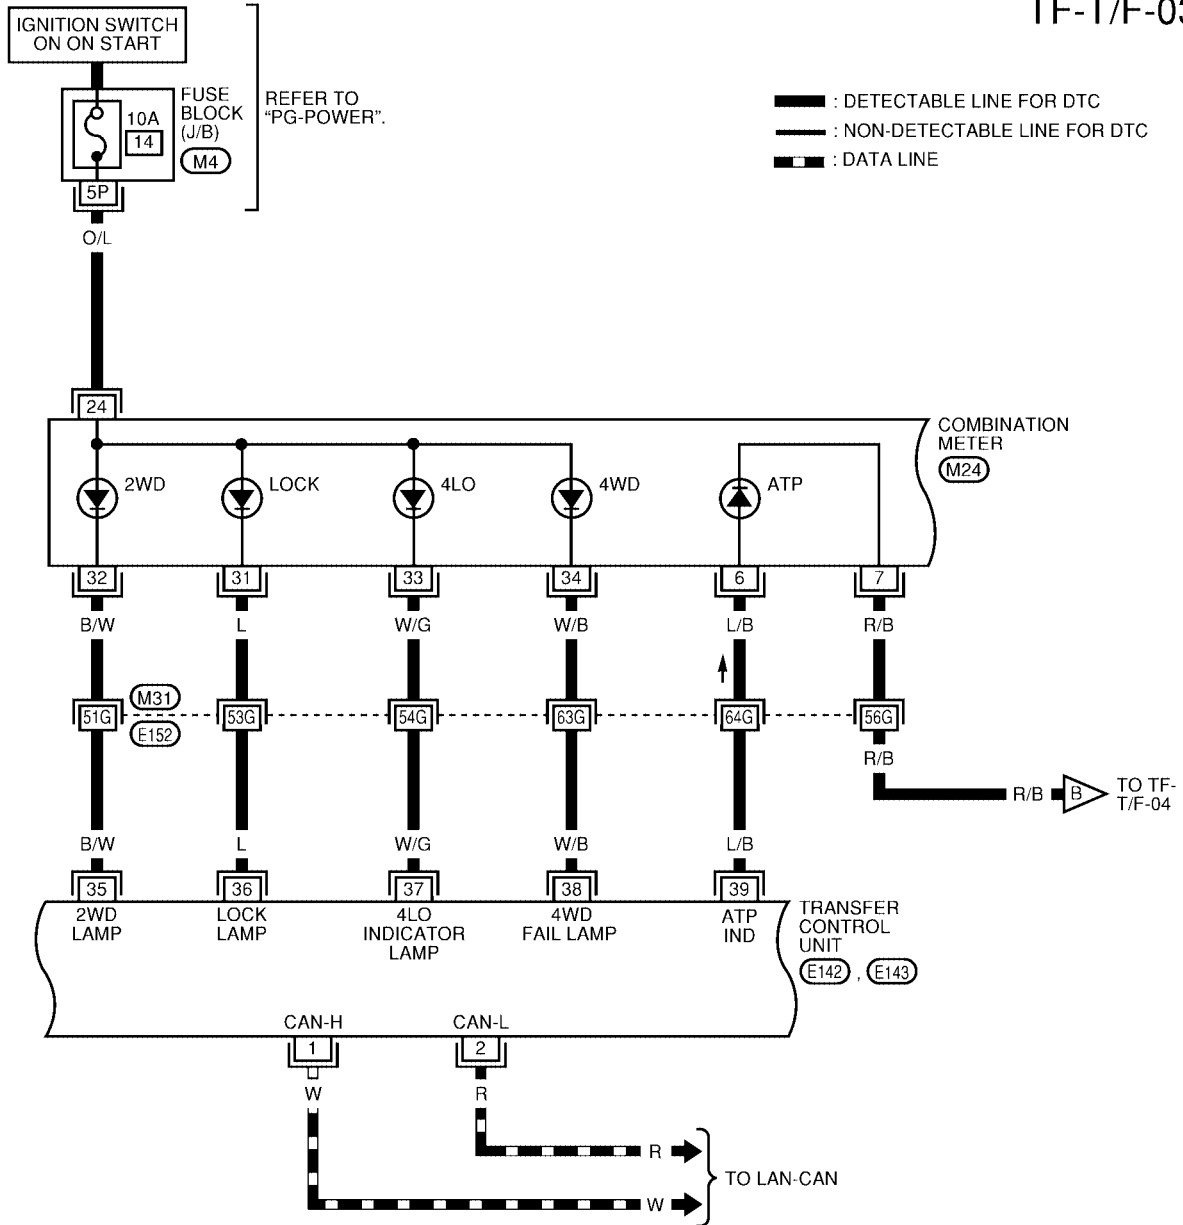 TF-T/F-03
IGNITION SWITCH
ON OR START
10A
14
FUSE
BLOCK
(J/B)
M4
REFER TO
"PG-POWER".
5P
O/L
: DETECTABLE LINE FOR DTC
: NON-DETECTABLE LINE FOR DTC
: DATA LINE
24
COMBINATION
METER
M24
2WD
LOCK
4LO
4WD
ATP
32
31
33
34
6
7
B/W
L
W/G
W/B
L/B
R/B
M31
51G
53G
54G
63G
64G
56G
E152
R/B
R/B
B
TO TF-
T/F-04
B/W
L
W/G
W/B
L/B
35
36
37
38
39
2WD
LAMP
LOCK
LAMP
4LO
INDICATOR
LAMP
4WD
FAIL LAMP
ATP
IND
TRANSFER
CONTROL
UNIT
E142 , E143
CAN-H
CAN-L
1
2
W
R
R
W
TO LAN-CAN